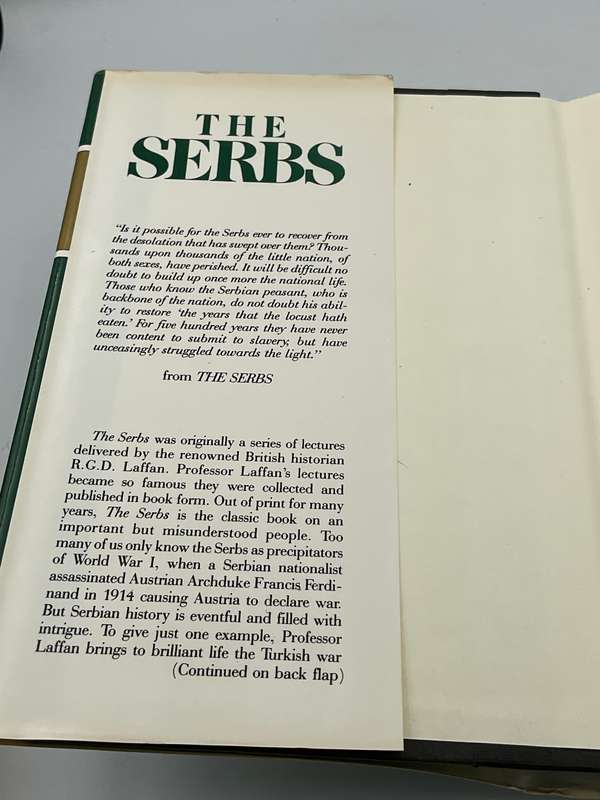 THE
SERBS
"Is it possible for the Serbs ever to recover from
the desolation that has swept over them? Thou-
sands upon thousands of the little nation, of
both sexes, have perished. It will be difficult no
doubt to build up once more the national life.
Those who know the Serbian peasant, who is
backbone of the nation, do not doubt his abil-
ity to restore 'the years that the locust hath
eaten.' For five hundred years they have never
been content to submit to slavery, but have
unceasingly struggled towards the light."
from THE SERBS
The Serbs was originally a series of lectures
delivered by the renowned British historian
R.G.D. Laffan. Professor Laffan's lectures
became so famous they were collected and
published in book form. Out of print for many
years, The Serbs is the classic book on an
important but misunderstood people. Too
many of us only know the Serbs as precipitators
of World War I, when a Serbian nationalist
assassinated Austrian Archduke Francis Ferdi-
nand in 1914 causing Austria to declare war.
But Serbian history is eventful and filled with
intrigue. To give just one example, Professor
Laffan brings to brilliant life the Turkish war
(Continued on back flap)